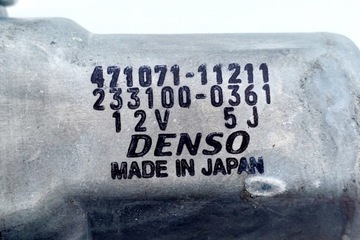 471071-11211
233100-0361
12V 5J
DENSO
MADE IN JAPAN